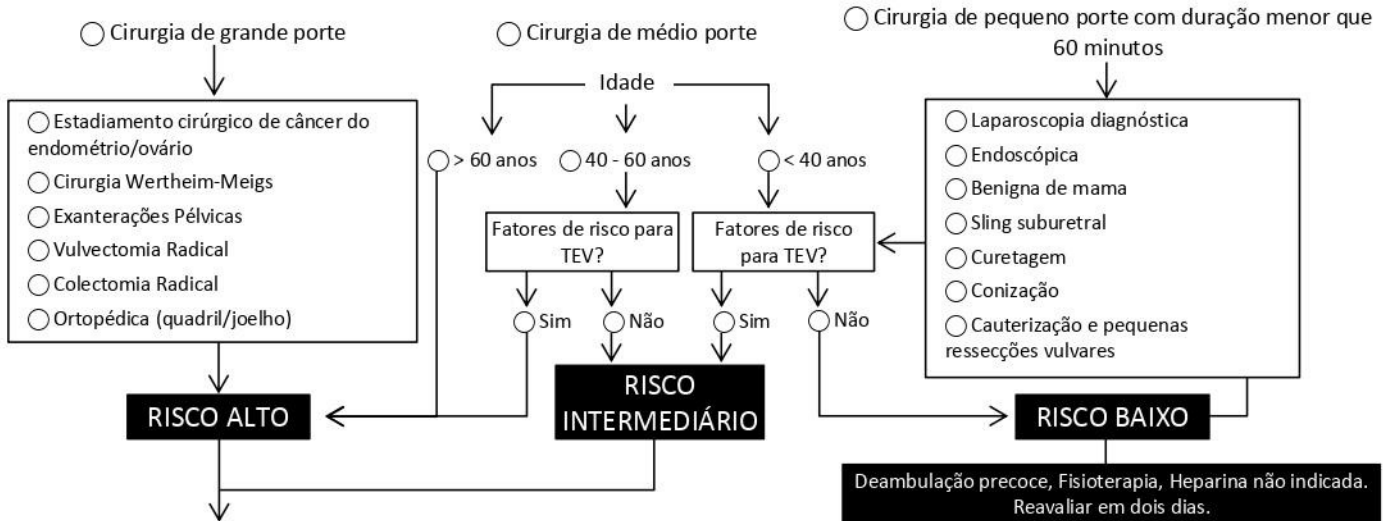 Cirurgia de grande porte
Cirurgia de médio porte
Cirurgia de pequeno porte com duração menor que
60 minutos
Idade
Estadiamento cirúrgico de câncer do
endométrio/ovário
Cirurgia Wertheim-Meigs
Exanterações Pélvicas
Vulvectomia Radical
Colectomia Radical
Ortopédica (quadril/joelho)
> 60 anos
40 - 60 anos
< 40 anos
Fatores de risco para
TEV?
Fatores de risco
para TEV?
Sim
Não
Sim
Não
Laparoscopia diagnóstica
Endoscópica
Benigna de mama
Sling suburetral
Curetagem
Conização
Cauterização e pequenas
ressecções vulvares
RISCO ALTO
RISCO
INTERMEDIÁRIO
RISCO BAIXO
Deambulação precoce, Fisioterapia, Heparina não indicada.
Reavaliar em dois dias.